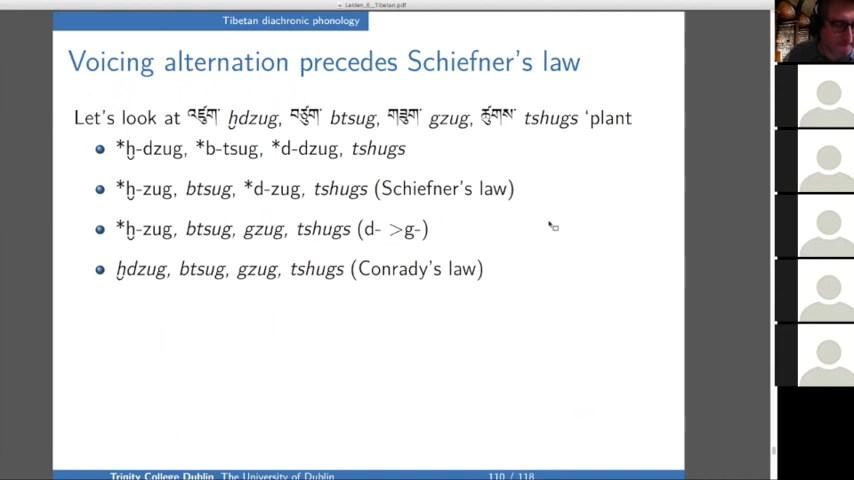 Leiden_6_Tibetan.pdf
Tibetan diachronic phonology
Voicing alternation precedes Schiefner's law
Let's look at འཛུག་ ḫdzug, བཙུག་ btsug, གཟུག་ gzug, ཚུགས་ tshugs ‘plant
*ḫ-dzug, *b-tsug, *d-dzug, tshugs
*ḫ-zug, btsug, *d-zug, tshugs (Schiefner's law)
*ḫ-zug, btsug, gzug, tshugs (d- >g-)
ḫdzug, btsug, gzug, tshugs (Conrady's law)
Trinity College Dublin, The University of Dublin 110 / 118